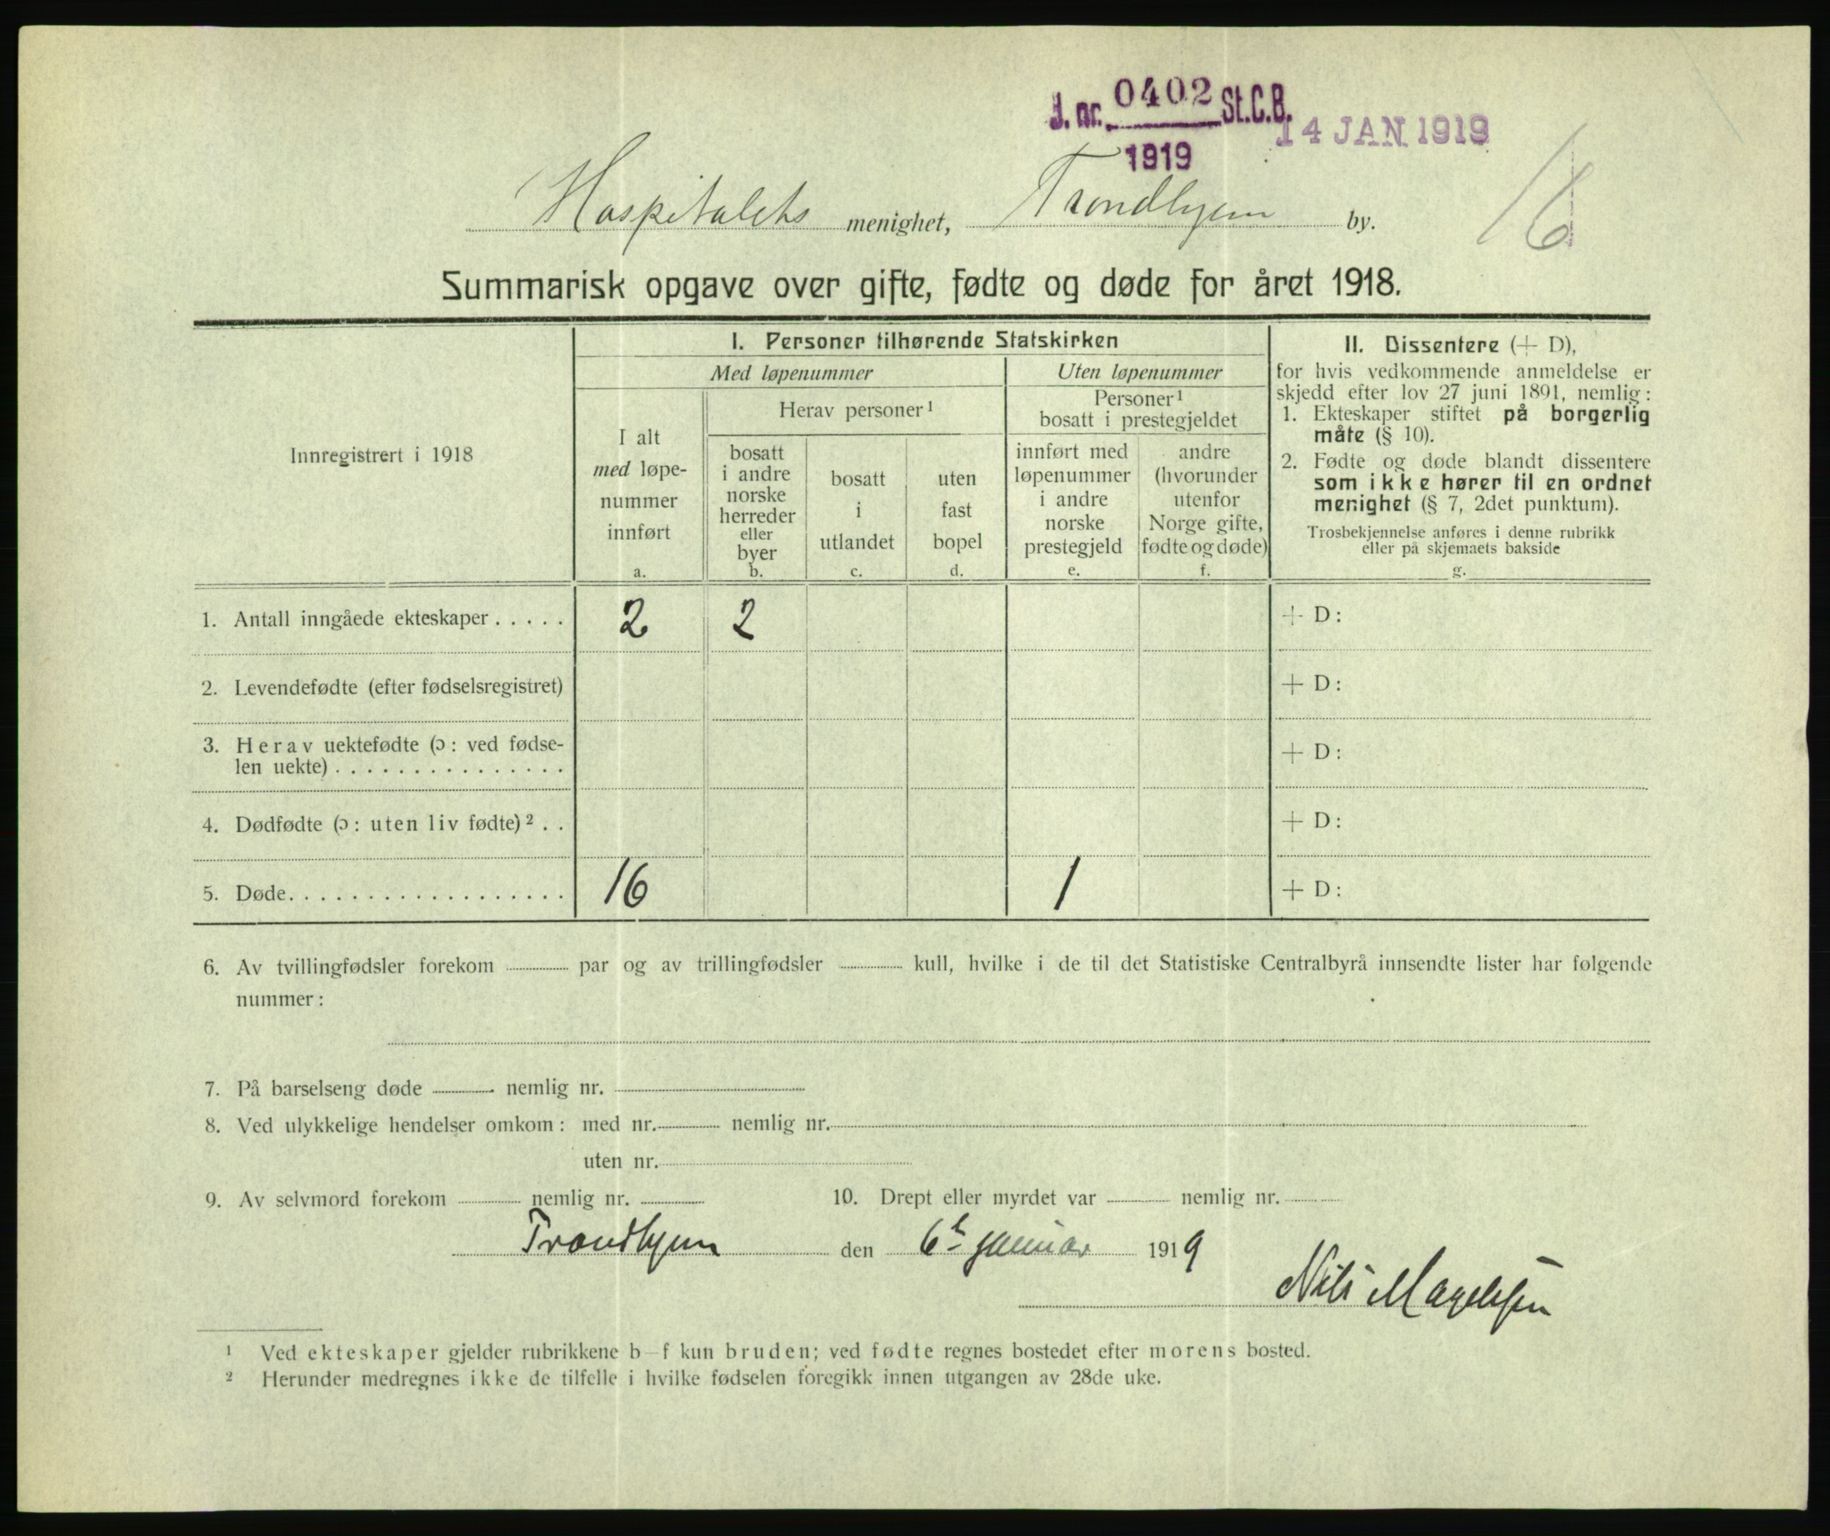 J. nr. 0402 St.C.B.
1919
14 JAN 1919
Hospitalets menighet, Trondhjem by.
16
Summarisk opgave over gifte, fødte og døde for året 1918.
Innregistrert i 1918
I. Personer tilhørende Statskirken
Med løpenummer
Uten løpenummer
I alt
med løpe-
nummer
innført
a.
Herav personer¹
bosatt
i andre
norske
herreder
eller
byer
b.
bosatt
i
utlandet
c.
uten
fast
bopel
d.
Personer¹
bosatt i prestegjeldet
innført med
løpenummer
i andre
norske
prestegjeld
e.
andre
(hvorunder
utenfor
Norge gifte,
fødte og døde)
f.
II. Dissentere (+ D),
for hvis vedkommende anmeldelse er
skjedd efter lov 27 juni 1891, nemlig:
1. Ekteskaper stiftet på borgerlig
måte (§ 10).
2. Fødte og døde blandt dissentere
som ikke hører til en ordnet
menighet (§ 7, 2det punktum).
Trosbekjennelse anføres i denne rubrikk
eller på skjemaets bakside
g.
1. Antall inngåede ekteskaper . . . . . 2 2 + D:
2. Levendefødte (efter fødselsregistret) + D:
3. Herav uektefødte (ɔ: ved fødse-
len uekte) . . . . . . . . . . . . . . . + D:
4. Dødfødte (ɔ: uten liv fødte)² . . + D:
5. Døde. . . . . . . . . . . . . . . . . . 16 1 + D:
6. Av tvillingfødsler forekom par og av trillingfødsler kull, hvilke i de til det Statistiske Centralbyrå innsendte lister har følgende
nummer:
7. På barselseng døde nemlig nr.
8. Ved ulykkelige hendelser omkom: med nr. nemlig nr.
uten nr.
9. Av selvmord forekom nemlig nr. 10. Drept eller myrdet var nemlig nr.
Trondhjem den 6te januar 1919
Nils Magelssen
¹ Ved ekteskaper gjelder rubrikkene b–f kun bruden; ved fødte regnes bostedet efter morens bosted.
² Herunder medregnes ikke de tilfelle i hvilke fødselen foregikk innen utgangen av 28de uke.